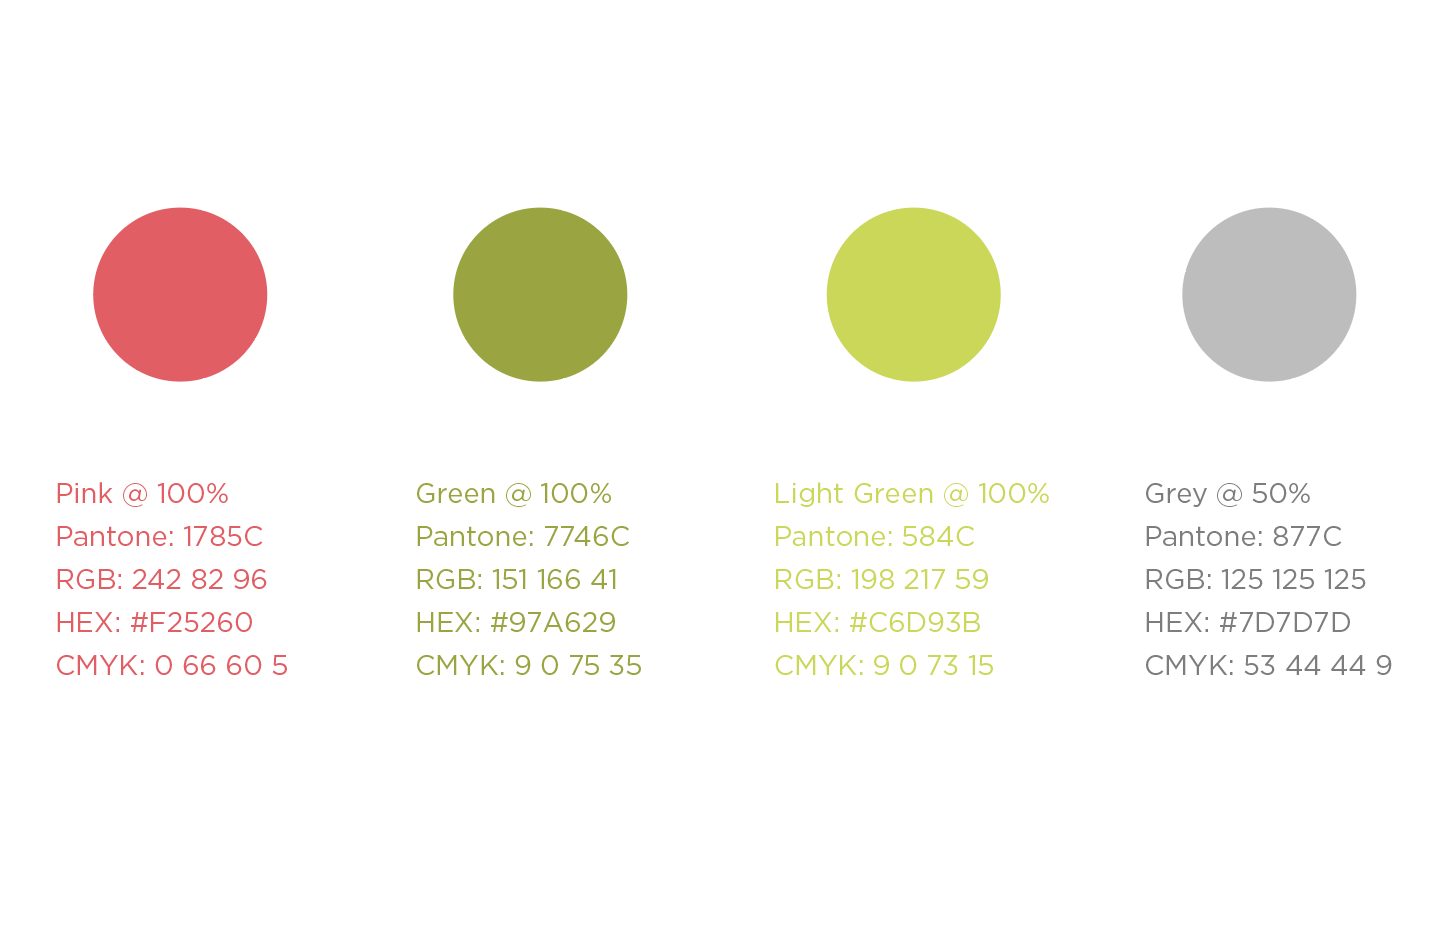 Pink @ 100%
Pantone: 1785C
RGB: 242 82 96
HEX: #F25260
CMYK: 0 66 60 5
Green @ 100%
Pantone: 7746C
RGB: 151 166 41
HEX: #97A629
CMYK: 9 0 75 35
Light Green @ 100%
Pantone: 584C
RGB: 198 217 59
HEX: #C6D93B
CMYK: 9 0 73 15
Grey @ 50%
Pantone: 877C
RGB: 125 125 125
HEX: #7D7D7D
CMYK: 53 44 44 9